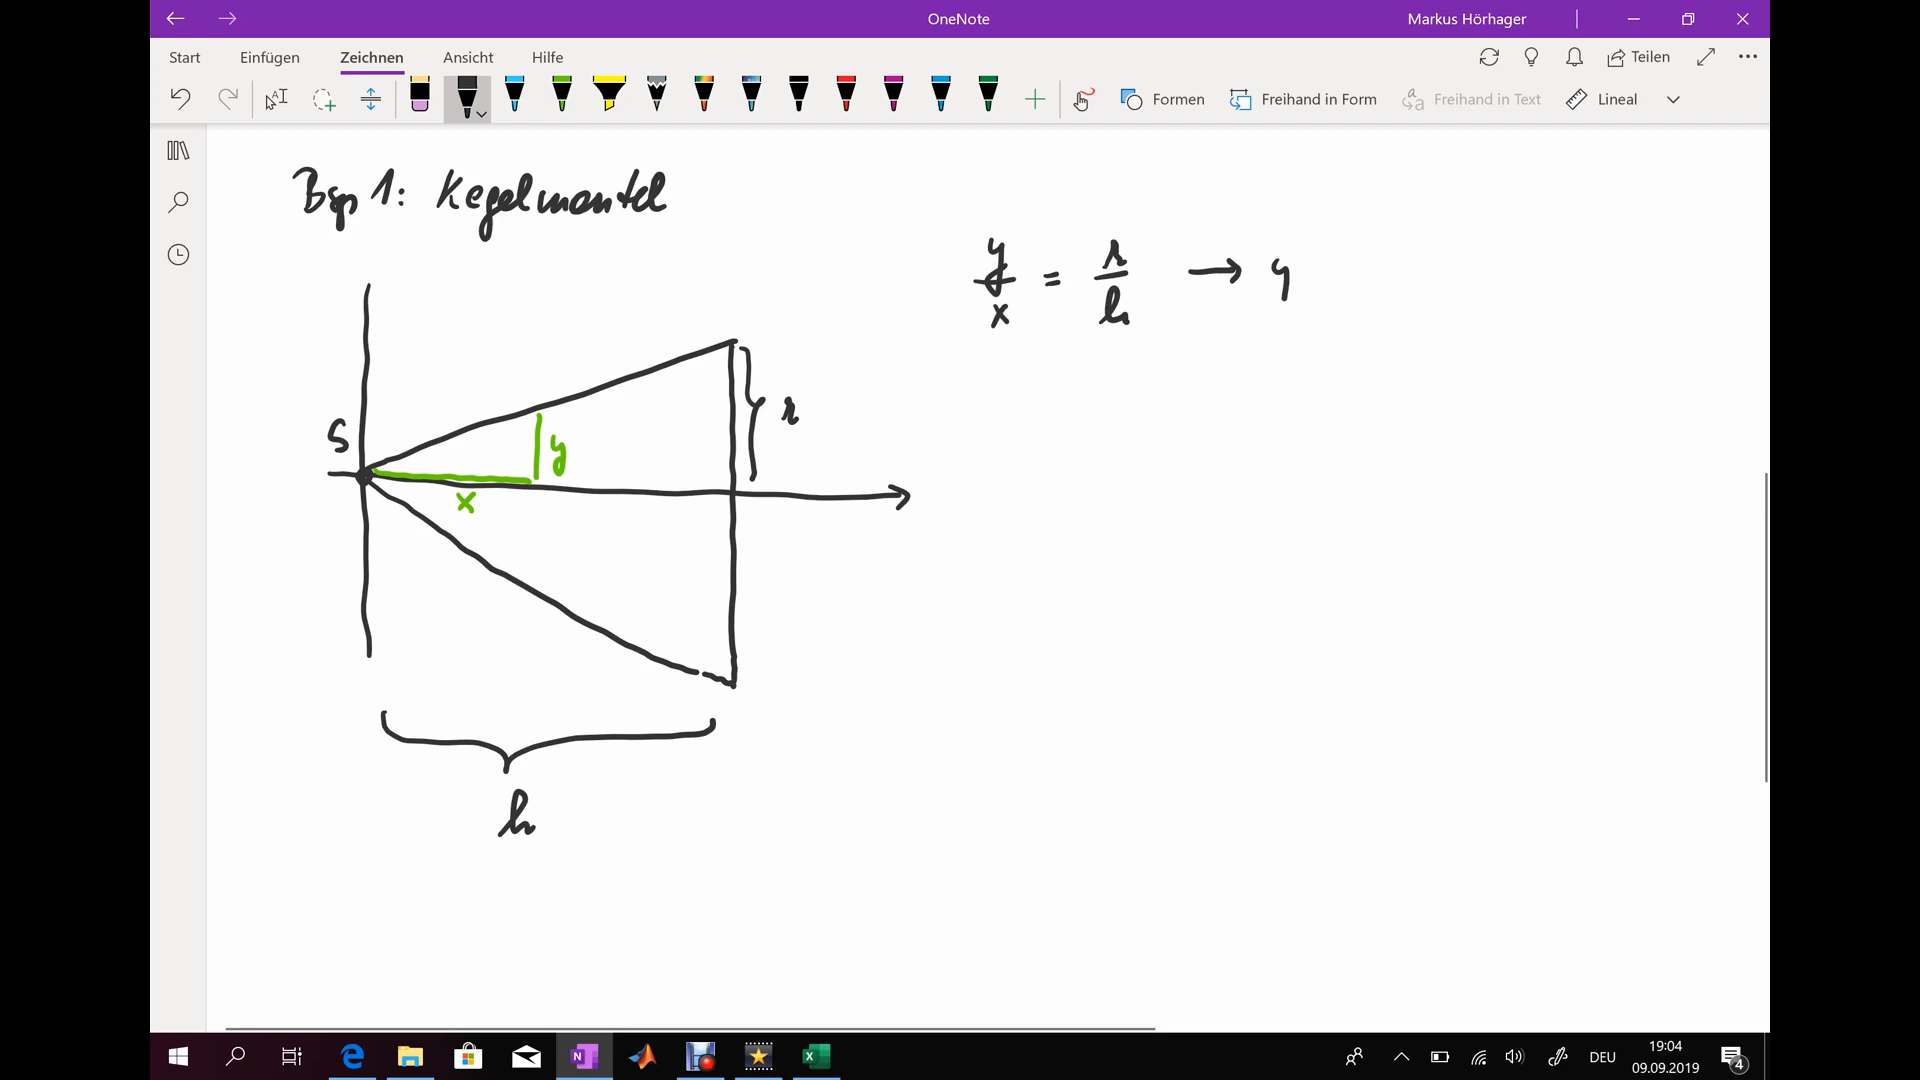 OneNote
Markus Hörhager
Start Einfügen Zeichnen Ansicht Hilfe
Teilen
Formen Freihand in Form Freihand in Text Lineal
Bsp 1: Kegelmantel
y/x = r/h → y
S
r
y
x
h
DEU
19:04
09.09.2019
4